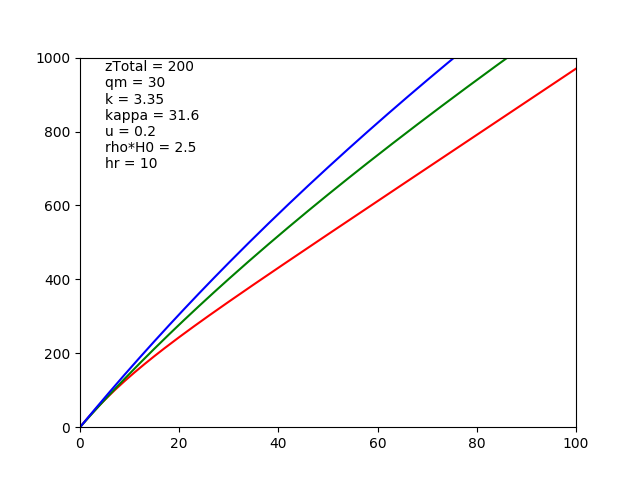 1000
800
600
400
200
0
zTotal = 200
qm = 30
k = 3.35
kappa = 31.6
u = 0.2
rho*H0 = 2.5
hr = 10
0 20 40 60 80 100